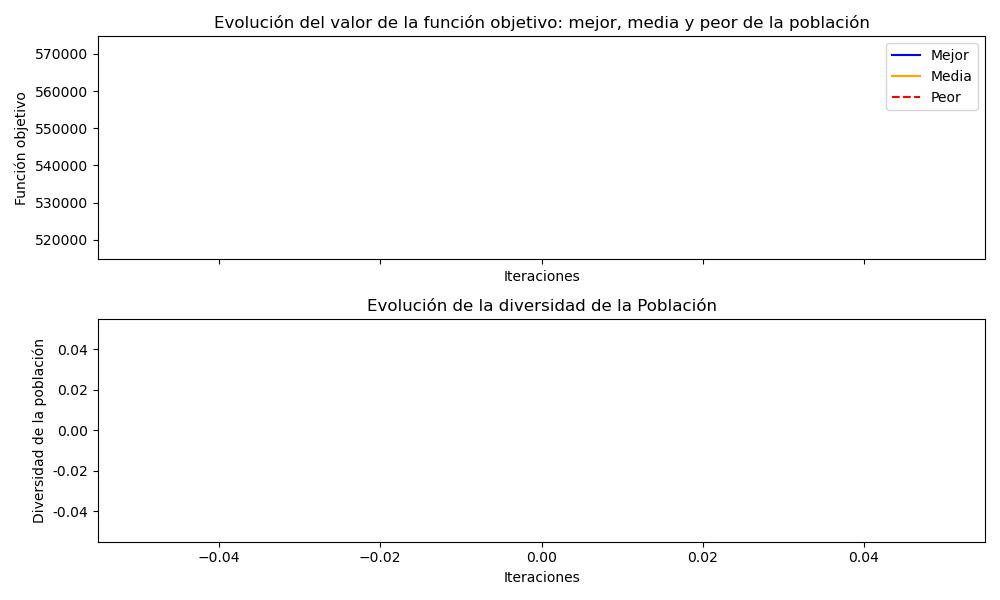 Evolución del valor de la función objetivo: mejor, media y peor de la población
Función objetivo
570000
560000
550000
540000
530000
520000
Mejor
Media
Peor
Iteraciones
Evolución de la diversidad de la Población
Diversidad de la población
0.04
0.02
0.00
-0.02
-0.04
−0.04 −0.02 0.00 0.02 0.04
Iteraciones